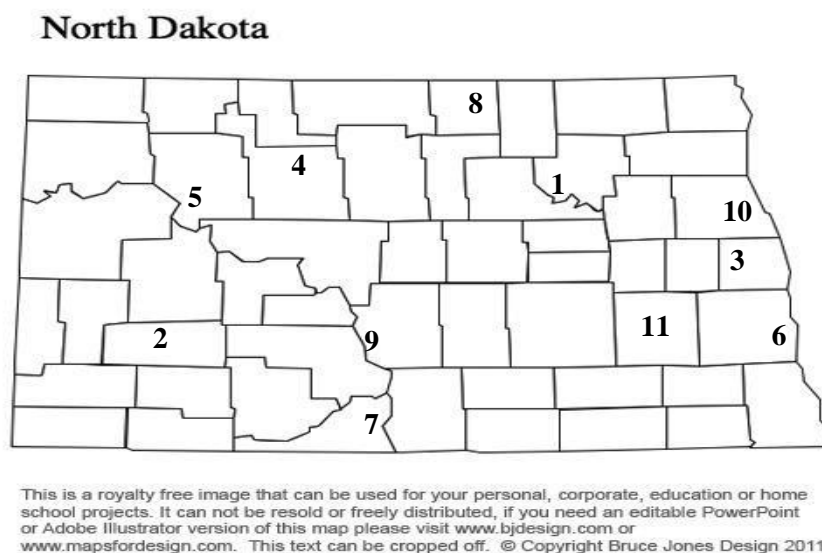 North Dakota
8
4
1
5
10
3
2
9
11
6
7
This is a royalty free image that can be used for your personal, corporate, education or home
school projects. It can not be resold or freely distributed, if you need an editable PowerPoint
or Adobe Illustrator version of this map please visit www.bjdesign.com or
www.mapsfordesign.com. This text can be cropped off. © Copyright Bruce Jones Design 2011